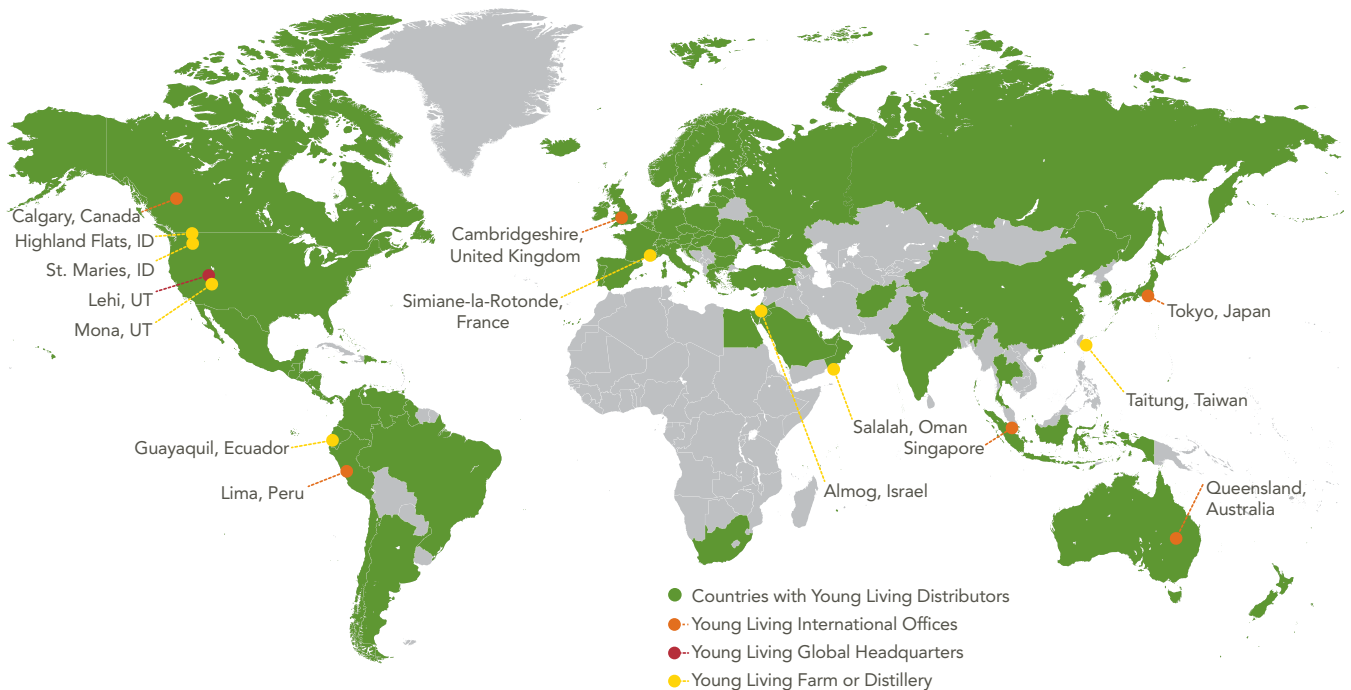 Calgary, Canada
Highland Flats, ID
St. Maries, ID
Lehi, UT
Mona, UT
Cambridgeshire,
United Kingdom
Simiane-la-Rotonde,
France
Tokyo, Japan
Taitung, Taiwan
Guayaquil, Ecuador
Lima, Peru
Salalah, Oman
Singapore
Almog, Israel
Queensland,
Australia
Countries with Young Living Distributors
Young Living International Offices
Young Living Global Headquarters
Young Living Farm or Distillery